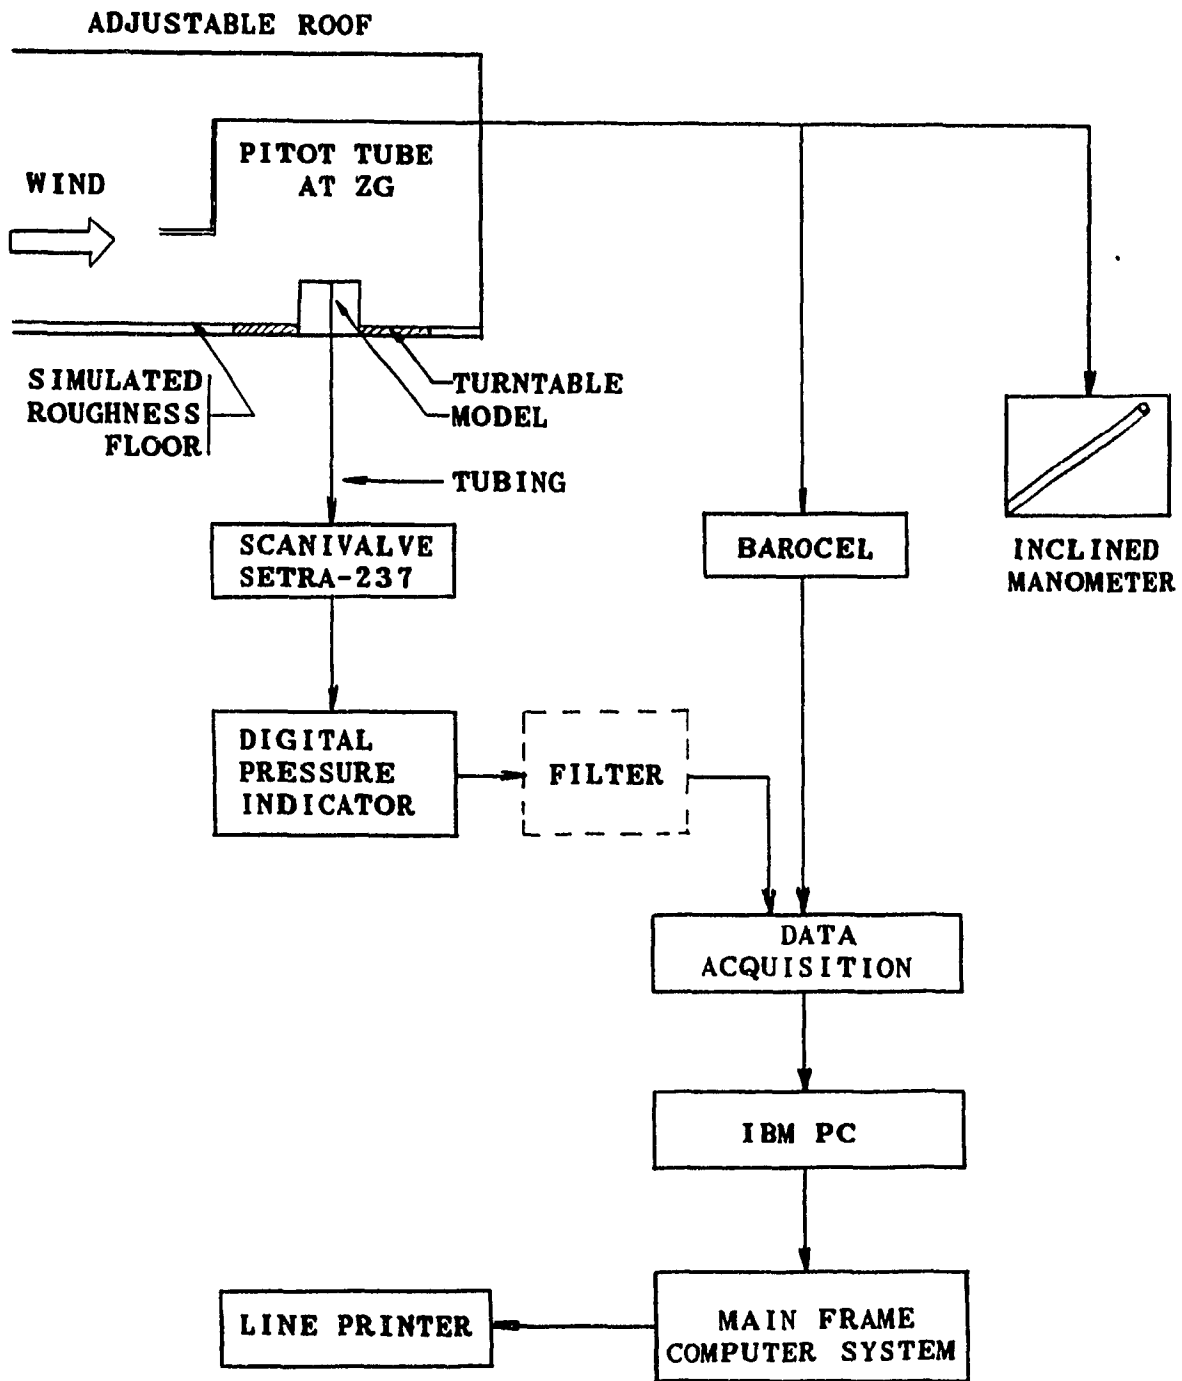 ADJUSTABLE ROOF
PITOT TUBE
AT ZG
WIND
SIMULATED
ROUGHNESS
FLOOR
TURNTABLE
MODEL
TUBING
SCANIVALVE
SETRA-237
BAROCEL
INCLINED
MANOMETER
DIGITAL
PRESSURE
INDICATOR
FILTER
DATA
ACQUISITION
IBM PC
LINE PRINTER
MAIN FRAME
COMPUTER SYSTEM